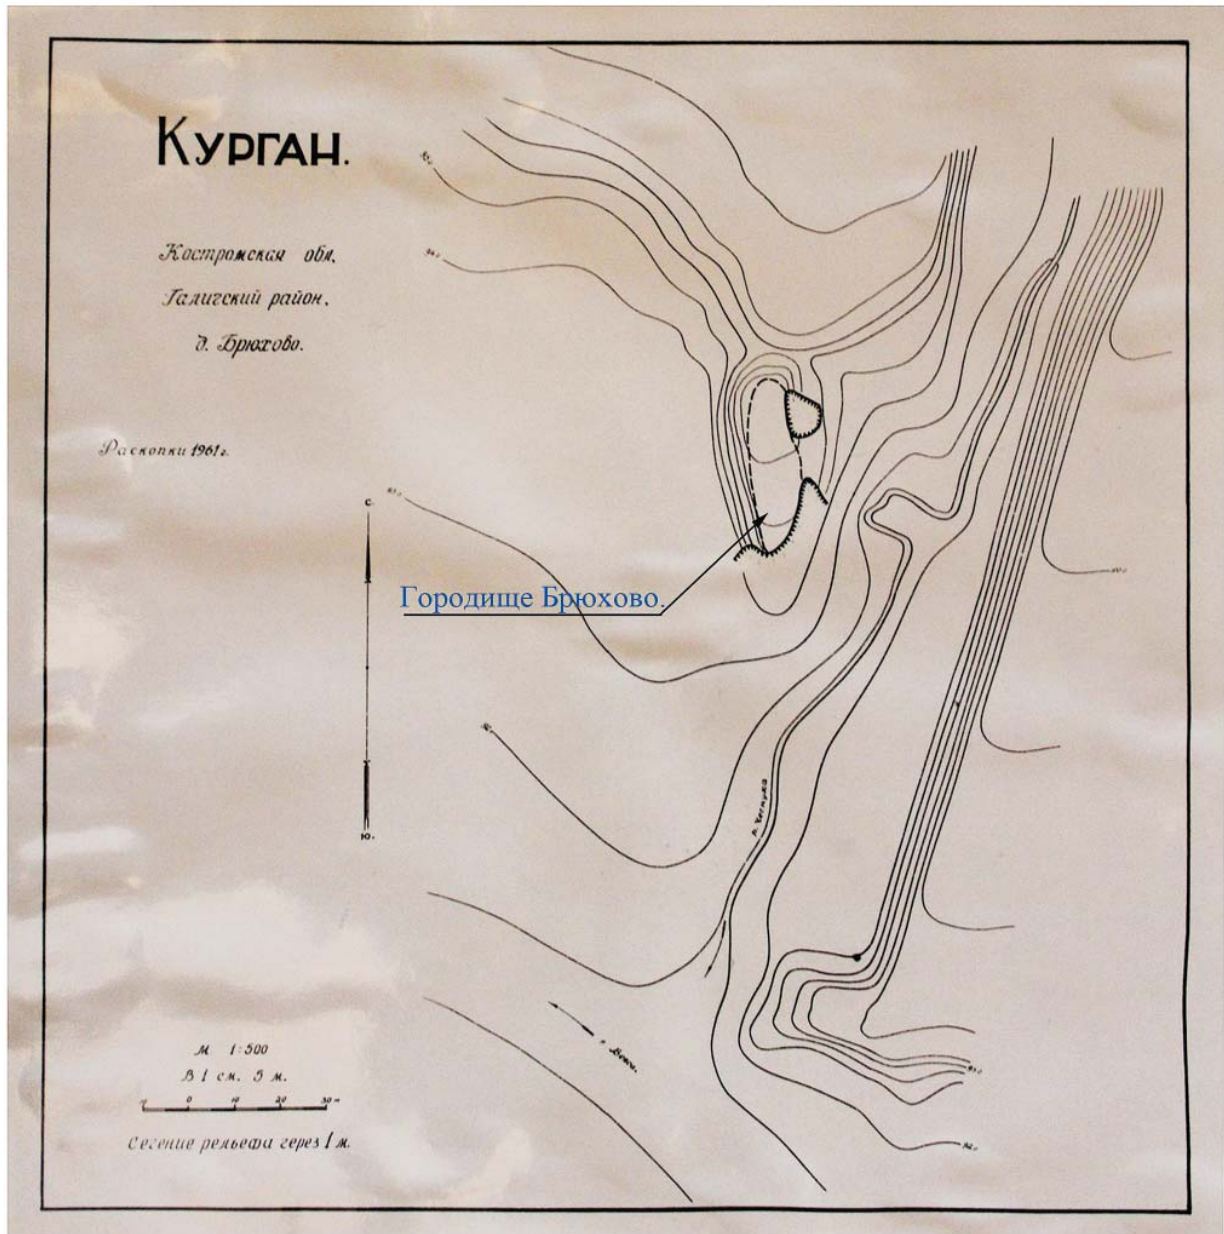 Курган.
Костромская обл.
Галичский район.
д. Брюхово.
Раскопки 1961 г.
С.
Городище Брюхово.
Ю.
М 1:500
В 1 см. 5 м.
0 10 20 30 м
Сечение рельефа через 1 м.